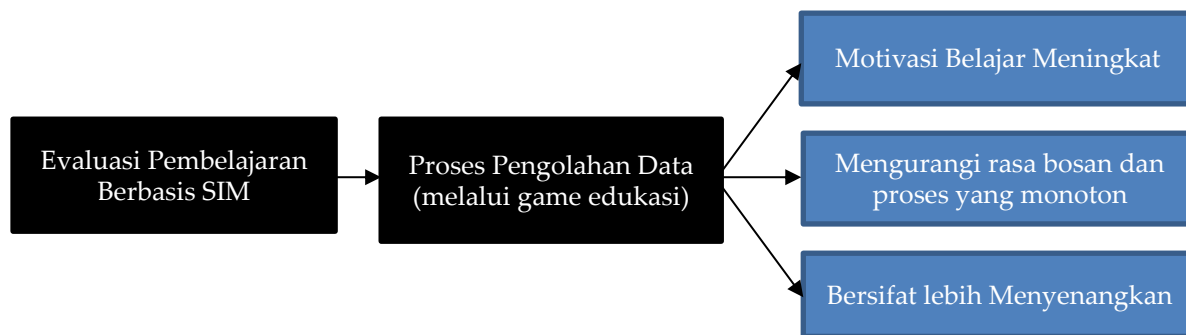 Evaluasi Pembelajaran
Berbasis SIM
Proses Pengolahan Data
(melalui game edukasi)
Motivasi Belajar Meningkat
Mengurangi rasa bosan dan
proses yang monoton
Bersifat lebih Menyenangkan